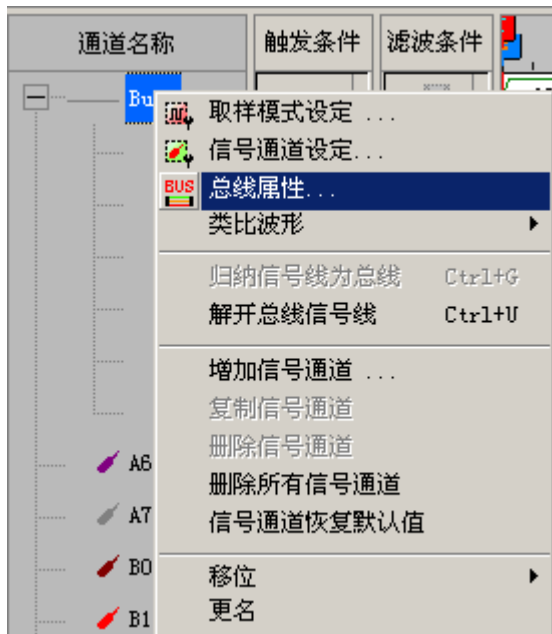 通道名称 触发条件 滤波条件
Bu
取样模式设定 ...
信号通道设定...
BUS 总线属性...
类比波形
归纳信号线为总线 Ctrl+G
解开总线信号线 Ctrl+U
增加信号通道 ...
复制信号通道
删除信号通道
A6
删除所有信号通道
A7 信号通道恢复默认值
B0 移位
更名
B1